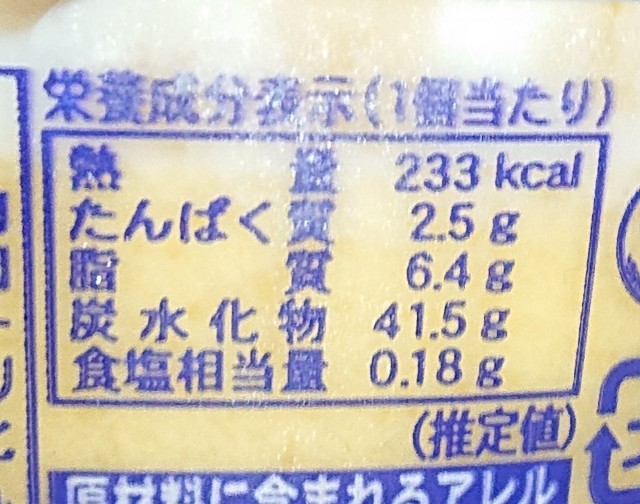 栄養成分表示(1個当たり)
熱量 233 kcal
たんぱく質 2.5 g
脂質 6.4 g
炭水化物 41.5 g
食塩相当量 0.18 g
(推定値)
原材料に含まれるアレル